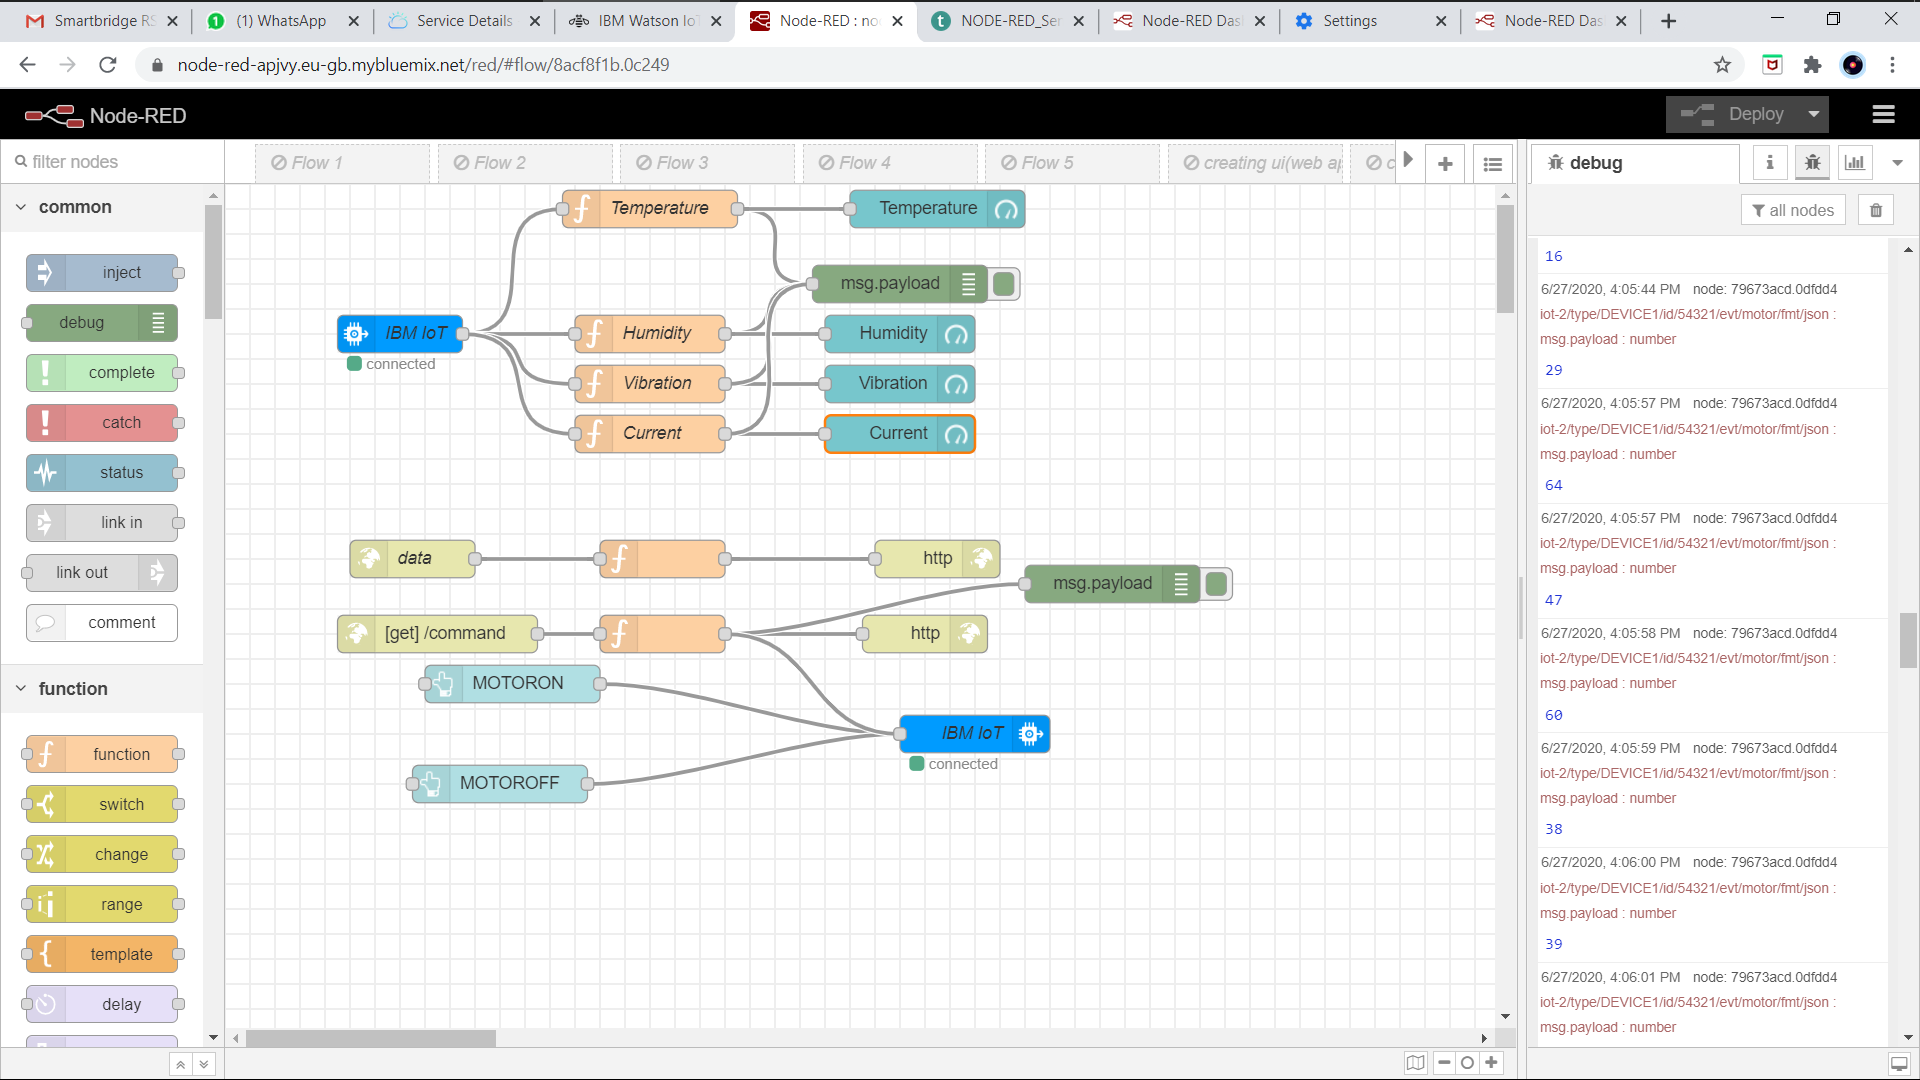 Smartbridge RS
(1) WhatsApp
Service Details
IBM Watson Io
Node-RED : no
NODE-RED_Se
Node-RED Das
Settings
Node-RED Das
node-red-apjvy.eu-gb.mybluemix.net/red/#flow/8acf8f1b.0c249
Node-RED
Deploy
filter nodes
Flow 1
Flow 2
Flow 3
Flow 4
Flow 5
creating ui(web ap
c
debug
all nodes
common
inject
debug
complete
catch
status
link in
link out
comment
function
function
switch
change
range
template
delay
Temperature
Temperature
msg.payload
IBM IoT
connected
Humidity
Humidity
Vibration
Vibration
Current
Current
data
http
msg.payload
[get] /command
http
MOTORON
IBM IoT
connected
MOTOROFF
16
6/27/2020, 4:05:44 PM node: 79673acd.0dfdd4
iot-2/type/DEVICE1/id/54321/evt/motor/fmt/json :
msg.payload : number
29
6/27/2020, 4:05:57 PM node: 79673acd.0dfdd4
iot-2/type/DEVICE1/id/54321/evt/motor/fmt/json :
msg.payload : number
64
6/27/2020, 4:05:57 PM node: 79673acd.0dfdd4
iot-2/type/DEVICE1/id/54321/evt/motor/fmt/json :
msg.payload : number
47
6/27/2020, 4:05:58 PM node: 79673acd.0dfdd4
iot-2/type/DEVICE1/id/54321/evt/motor/fmt/json :
msg.payload : number
60
6/27/2020, 4:05:59 PM node: 79673acd.0dfdd4
iot-2/type/DEVICE1/id/54321/evt/motor/fmt/json :
msg.payload : number
38
6/27/2020, 4:06:00 PM node: 79673acd.0dfdd4
iot-2/type/DEVICE1/id/54321/evt/motor/fmt/json :
msg.payload : number
39
6/27/2020, 4:06:01 PM node: 79673acd.0dfdd4
iot-2/type/DEVICE1/id/54321/evt/motor/fmt/json :
msg.payload : number